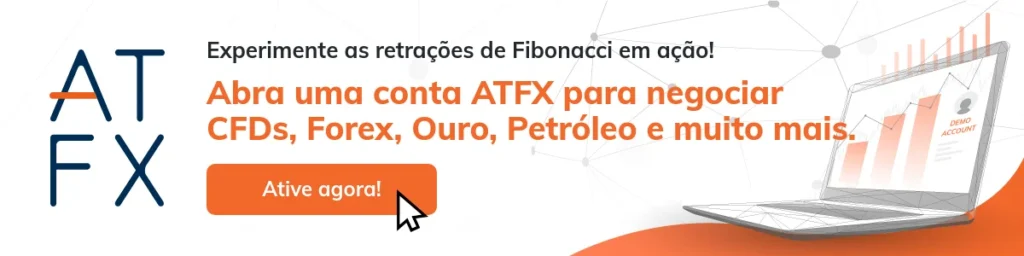 AT
FX
Experimente as retrações de Fibonacci em ação!
Abra uma conta ATFX para negociar
CFDs, Forex, Ouro, Petróleo e muito mais.
Ative agora!
DEMO
ACCOUNT